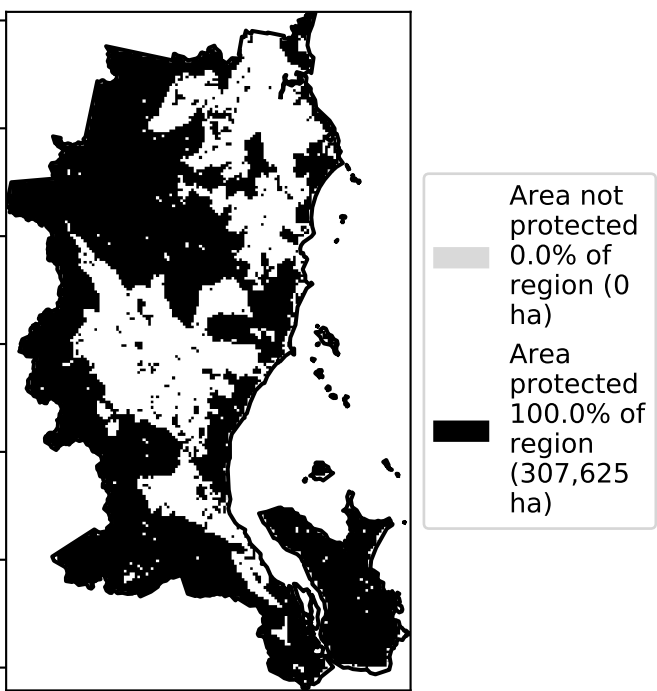 Area not
protected
0.0% of
region (0
ha)
Area
protected
100.0% of
region
(307,625
ha)